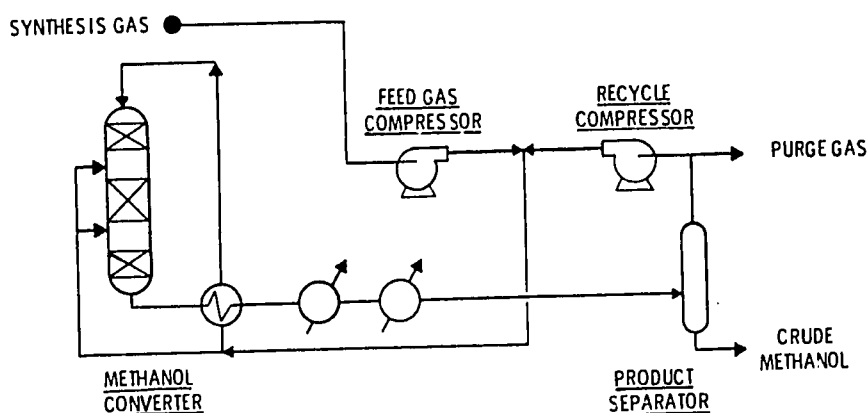 SYNTHESIS GAS
FEED GAS
COMPRESSOR
RECYCLE
COMPRESSOR
PURGE GAS
CRUDE
METHANOL
METHANOL
CONVERTER
PRODUCT
SEPARATOR